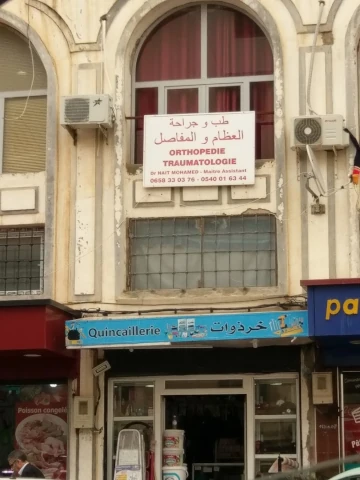 طب و جراحة
العظام و المفاصل
ORTHOPEDIE
TRAUMATOLOGIE
Dr NAIT MOHAMED - Maître Assistant
0658 33 03 76 - 0540 01 63 44
Quincaillerie خردوات
pa
Poisson congelé